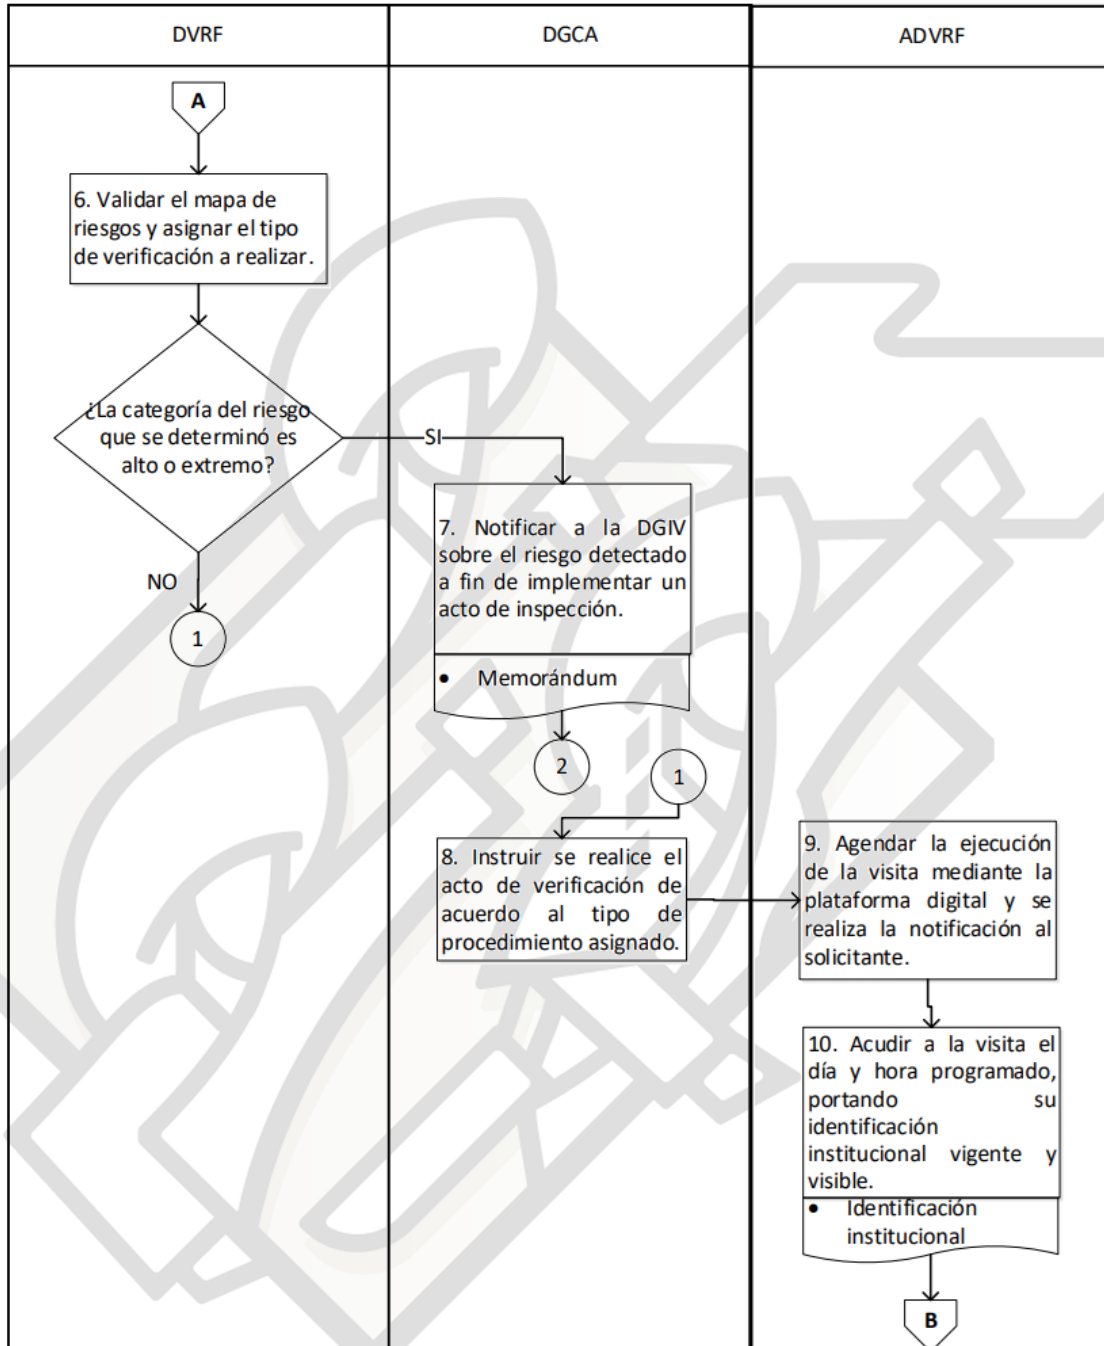 DVRF
DGCA
ADVRF
A
6. Validar el mapa de
riesgos y asignar el tipo
de verificación a realizar.
¿La categoría del riesgo
que se determinó es
alto o extremo?
SI
NO
1
7. Notificar a la DGIV
sobre el riesgo detectado
a fin de implementar un
acto de inspección.
• Memorándum
2
1
8. Instruir se realice el
acto de verificación de
acuerdo al tipo de
procedimiento asignado.
9. Agendar la ejecución
de la visita mediante la
plataforma digital y se
realiza la notificación al
solicitante.
10. Acudir a la visita el
día y hora programado,
portando su
identificación
institucional vigente y
visible.
• Identificación
institucional
B